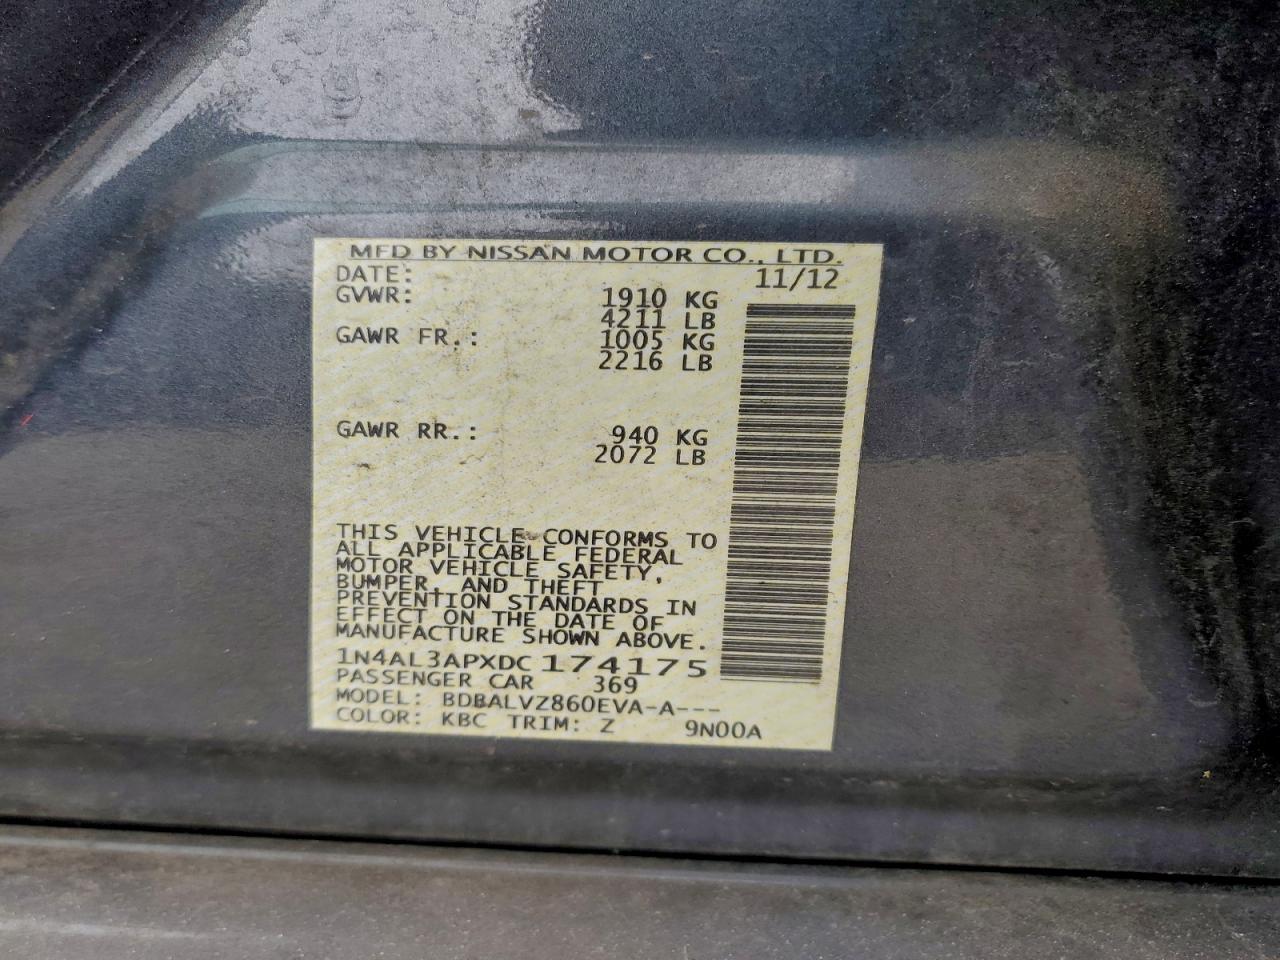 MFD BY NISSAN MOTOR CO., LTD.
DATE: 11/12
GVWR: 1910 KG
4211 LB
GAWR FR.: 1005 KG
2216 LB
GAWR RR.: 940 KG
2072 LB
THIS VEHICLE CONFORMS TO
ALL APPLICABLE FEDERAL
MOTOR VEHICLE SAFETY,
BUMPER, AND THEFT
PREVENTION STANDARDS IN
EFFECT ON THE DATE OF
MANUFACTURE SHOWN ABOVE.
1N4AL3APXDC174175
PASSENGER CAR 369
MODEL: BDBALVZ860EVA-A---
COLOR: KBC TRIM: Z 9N00A